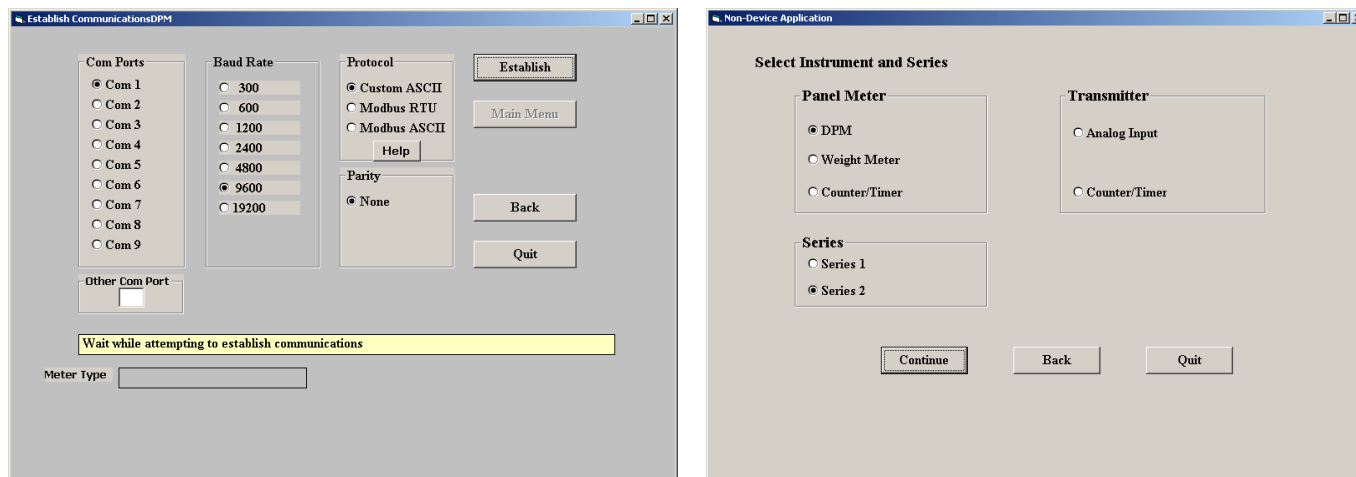 Establish CommunicationsDPM
Com Ports
Com 1
Com 2
Com 3
Com 4
Com 5
Com 6
Com 7
Com 8
Com 9
Other Com Port
Baud Rate
300
600
1200
2400
4800
9600
19200
Protocol
Custom ASCII
Modbus RTU
Modbus ASCII
Help
Parity
None
Establish
Main Menu
Back
Quit
Wait while attempting to establish communications
Meter Type
Non-Device Application
Select Instrument and Series
Panel Meter
DPM
Weight Meter
Counter/Timer
Transmitter
Analog Input
Counter/Timer
Series
Series 1
Series 2
Continue
Back
Quit